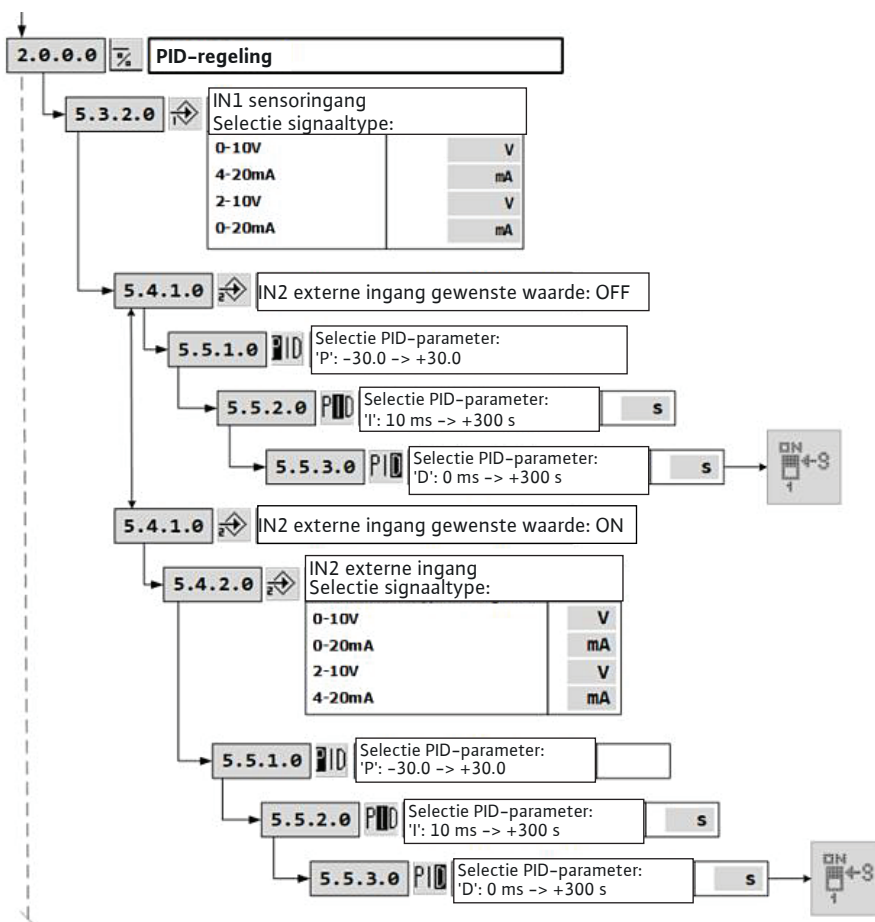 2.0.0.0 PID-regeling
5.3.2.0 1 IN1 sensoringang
Selectie signaaltype:
0-10V V
4-20mA mA
2-10V V
0-20mA mA
5.4.1.0 2 IN2 externe ingang gewenste waarde: OFF
5.5.1.0 PID Selectie PID-parameter:
'P': -30.0 -> +30.0
5.5.2.0 PID Selectie PID-parameter:
'I': 10 ms -> +300 s s
5.5.3.0 PID Selectie PID-parameter:
'D': 0 ms -> +300 s s
ON
S
1
5.4.1.0 2 IN2 externe ingang gewenste waarde: ON
5.4.2.0 2 IN2 externe ingang
Selectie signaaltype:
0-10V V
0-20mA mA
2-10V V
4-20mA mA
5.5.1.0 PID Selectie PID-parameter:
'P': -30.0 -> +30.0
5.5.2.0 PID Selectie PID-parameter:
'I': 10 ms -> +300 s s
5.5.3.0 PID Selectie PID-parameter:
'D': 0 ms -> +300 s s
ON
S
1